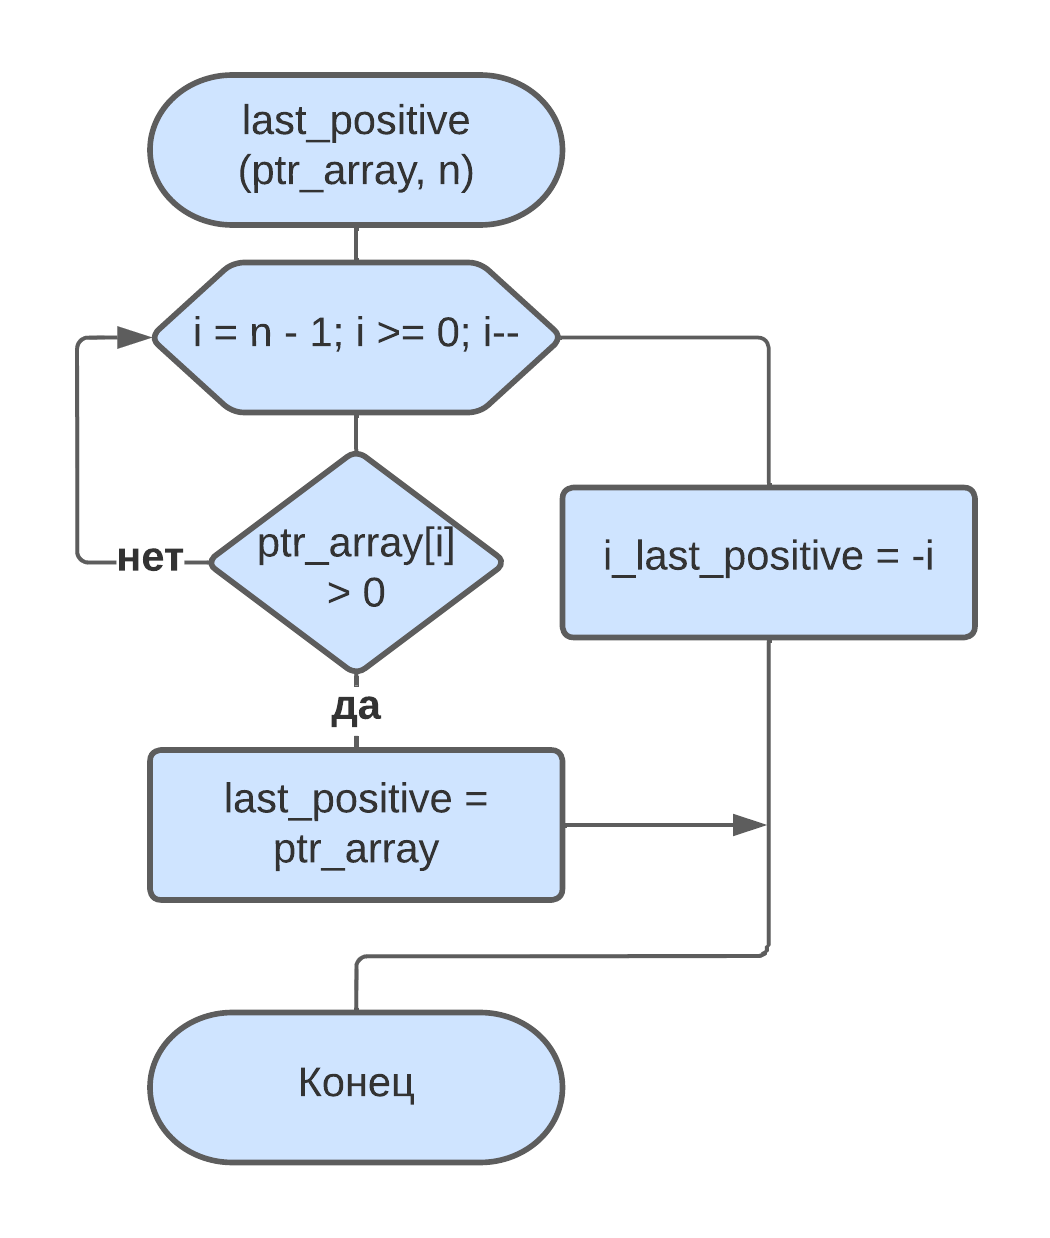 last_positive
(ptr_array, n)
i = n - 1; i >= 0; i--
ptr_array[i]
> 0
нет
i_last_positive = -i
да
last_positive =
ptr_array
Конец